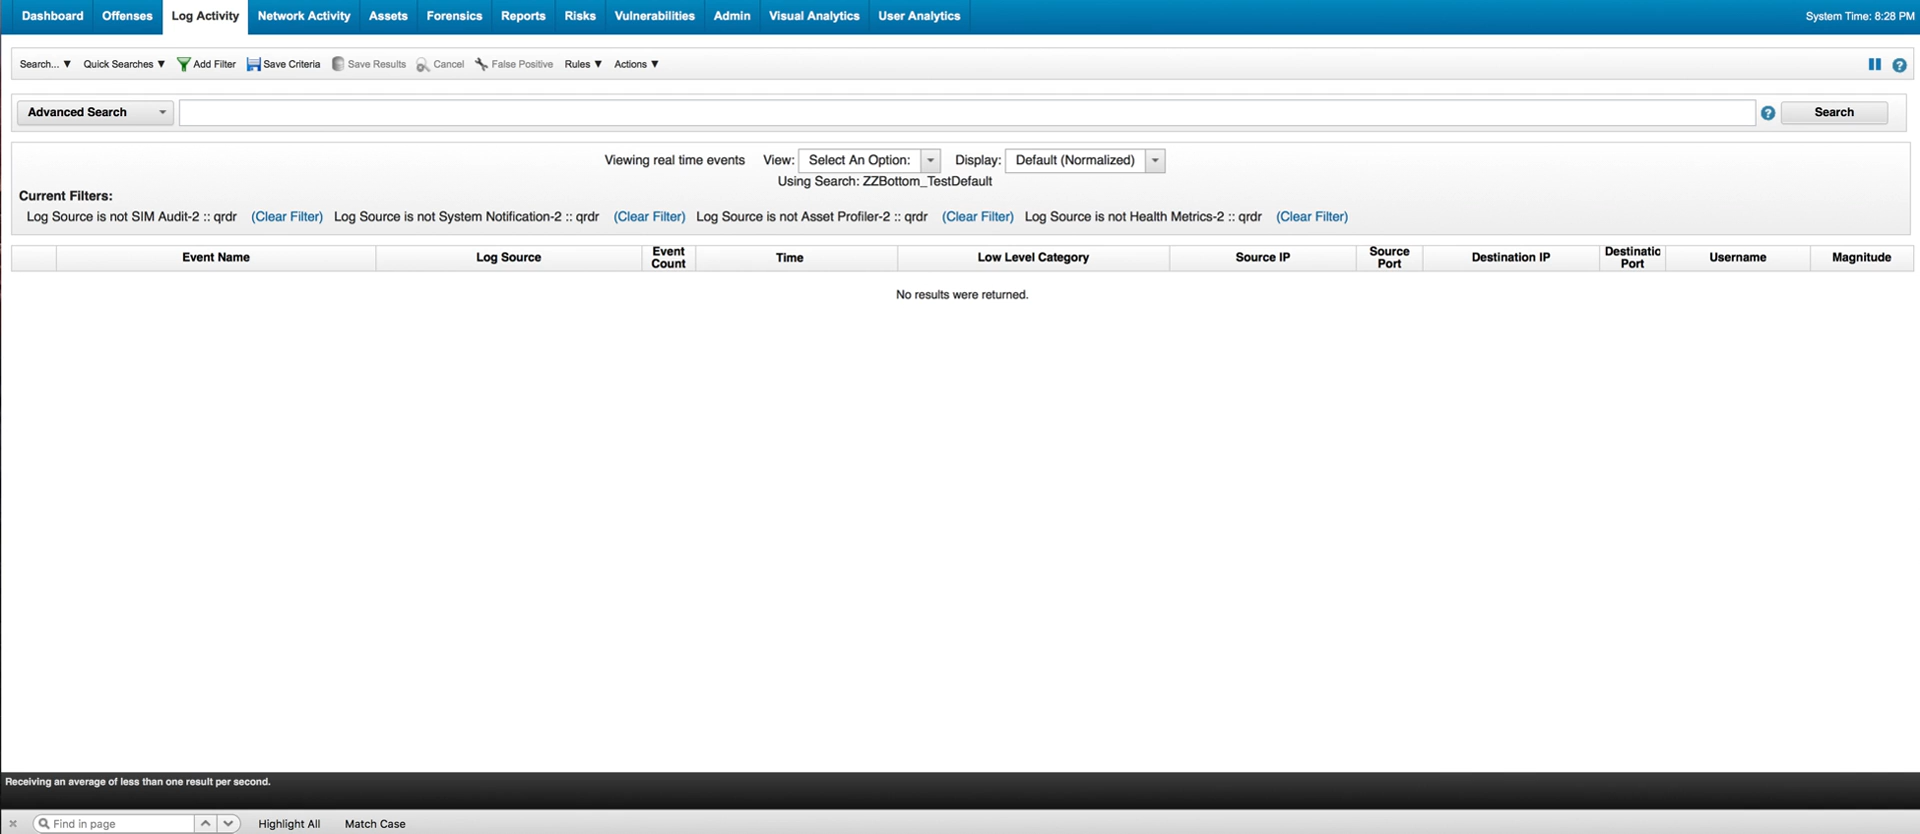 Dashboard Offenses Log Activity Network Activity Assets Forensics Reports Risks Vulnerabilities Admin Visual Analytics User Analytics System Time: 8:28 PM
Search... ▼ Quick Searches ▼ Add Filter Save Criteria Save Results Cancel False Positive Rules ▼ Actions ▼
Advanced Search Search
Viewing real time events View: Select An Option: Display: Default (Normalized)
Using Search: ZZBottom_TestDefault
Current Filters:
Log Source is not SIM Audit-2 :: qrdr (Clear Filter) Log Source is not System Notification-2 :: qrdr (Clear Filter) Log Source is not Asset Profiler-2 :: qrdr (Clear Filter) Log Source is not Health Metrics-2 :: qrdr (Clear Filter)
Event Name Log Source Event Count Time Low Level Category Source IP Source Port Destination IP Destinatic Port Username Magnitude
No results were returned.
Receiving an average of less than one result per second.
Find in page Highlight All Match Case